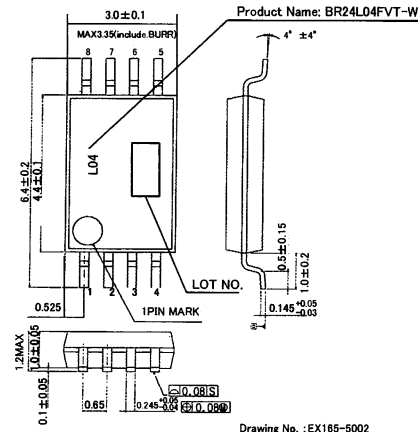 Product Name: BR24L04FVT-W
3.0±0.1
MAX3.35(include.BURR)
4° ±4°
8 7 6 5
6.4±0.2
4.4±0.1
L04
LOT NO.
1 2 3 4
0.525
1PIN MARK
0.5±0.15
1.0±0.2
0.145 +0.05 -0.03
1.2MAX
1.0±0.05
0.1±0.05
0.65
0.245 +0.05 -0.04
0.08 S
0.08 Ⓜ
Drawing No. :EX165-5002